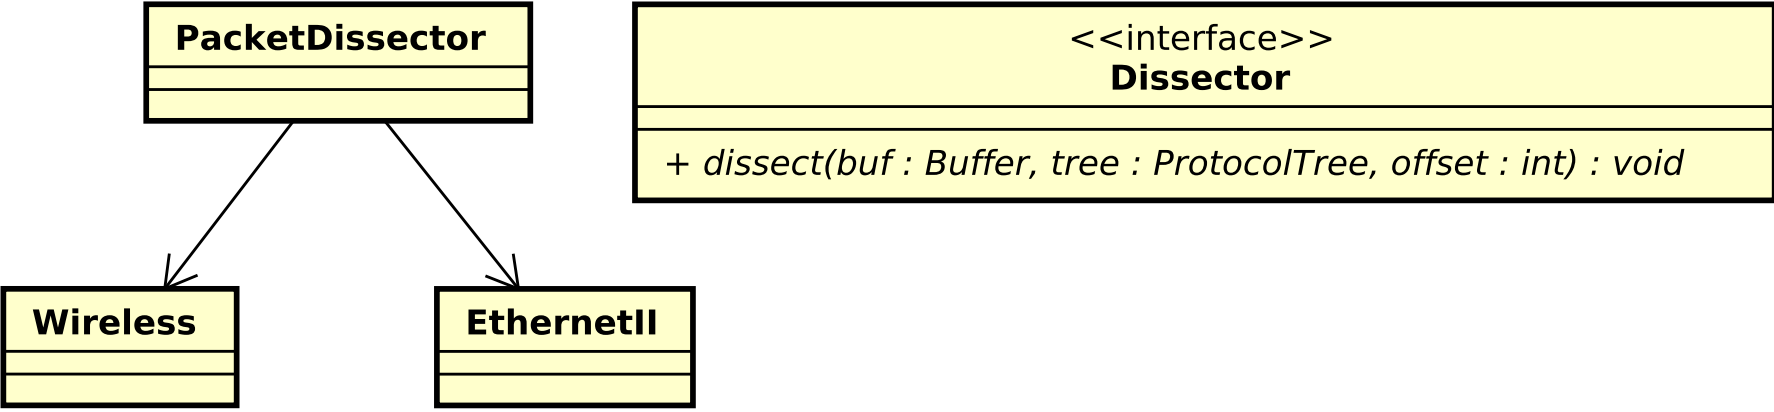 PacketDissector
<<interface>>
Dissector
+ dissect(buf : Buffer, tree : ProtocolTree, offset : int) : void
Wireless
EthernetII